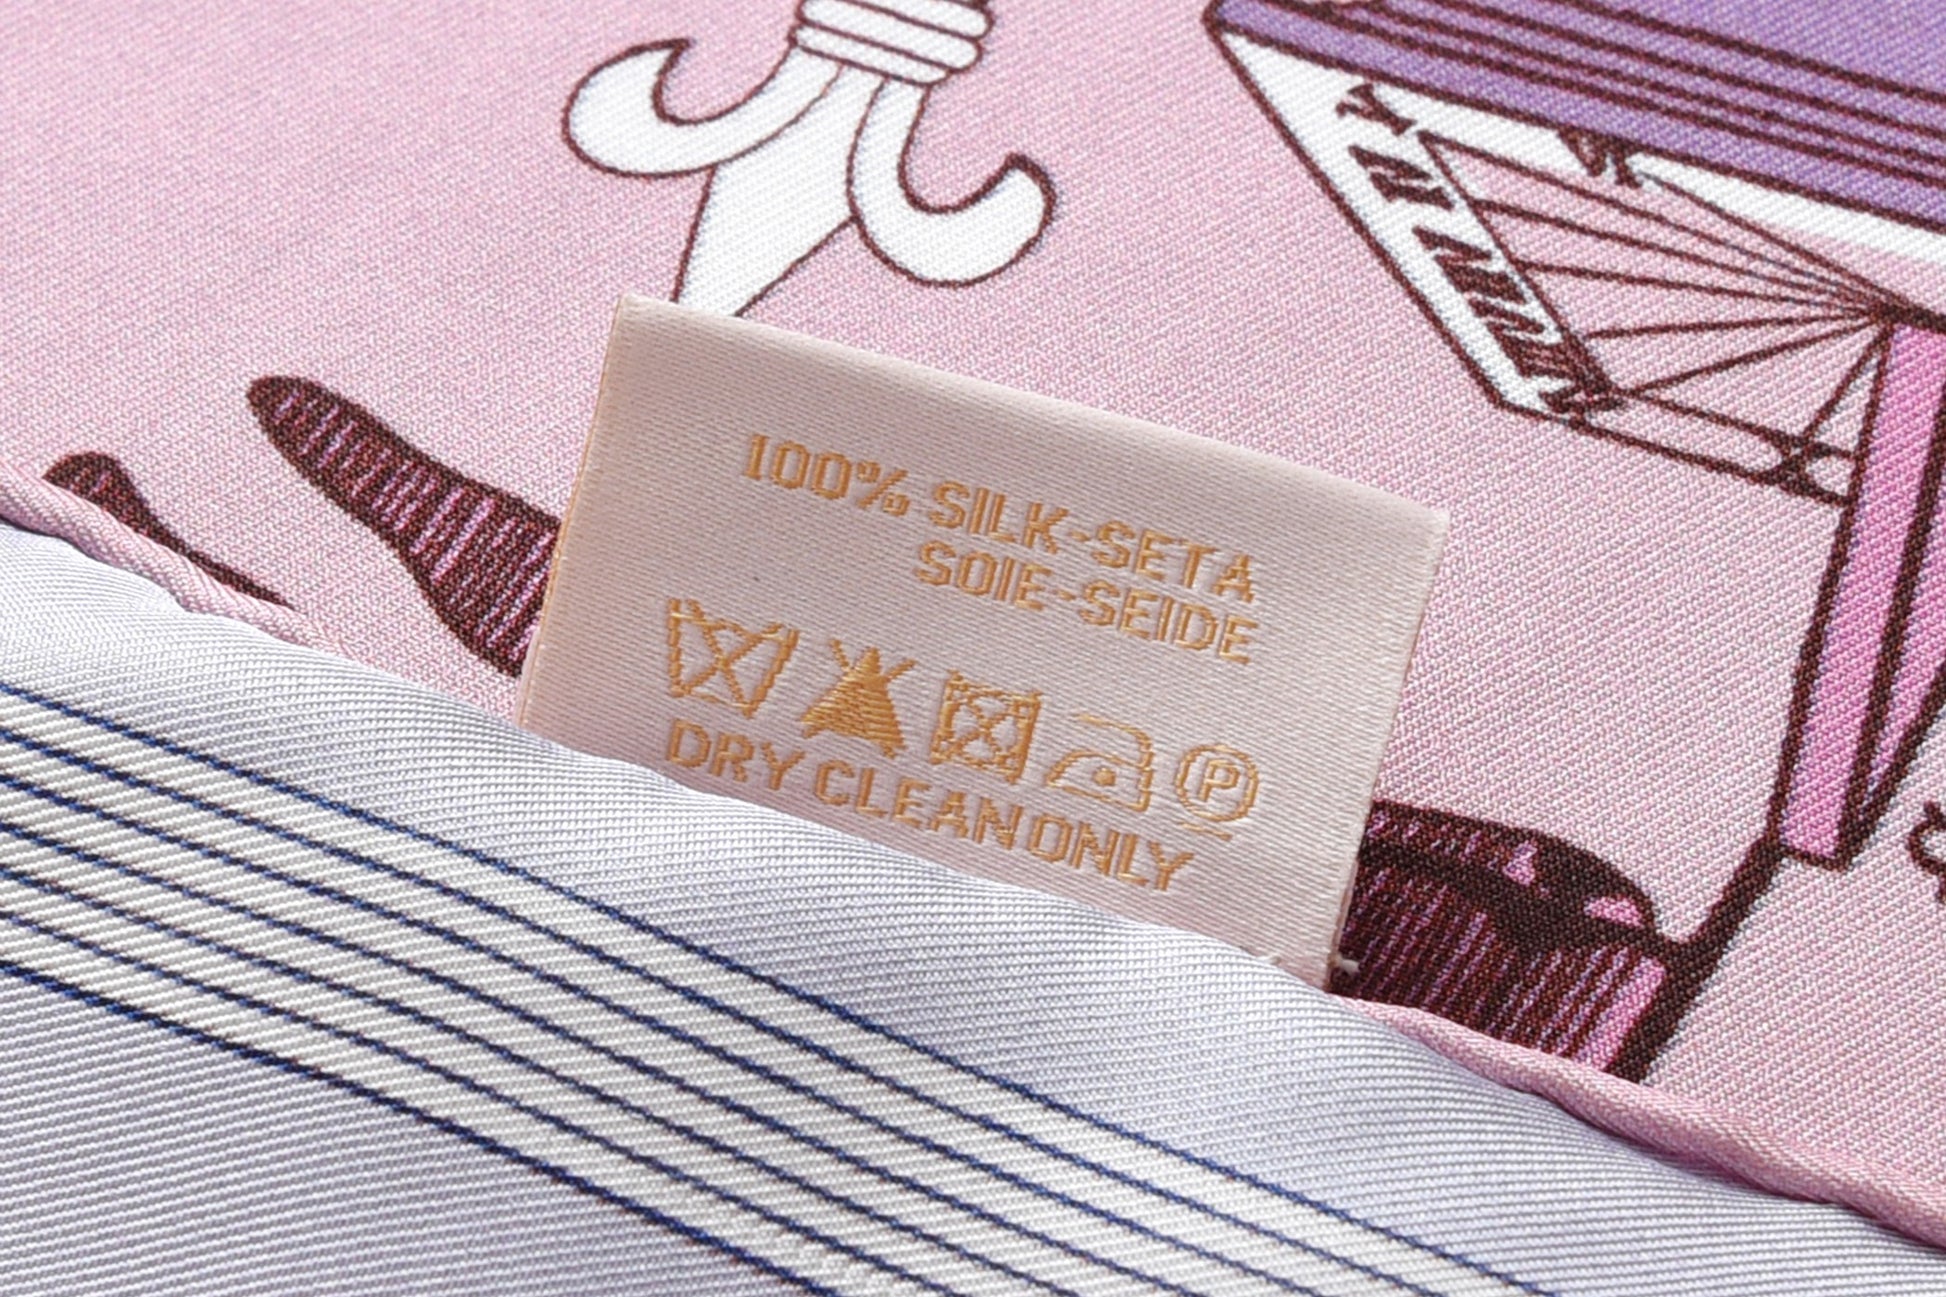 100% SILK-SETA
SOIE-SEIDE
P
DRY CLEAN ONLY